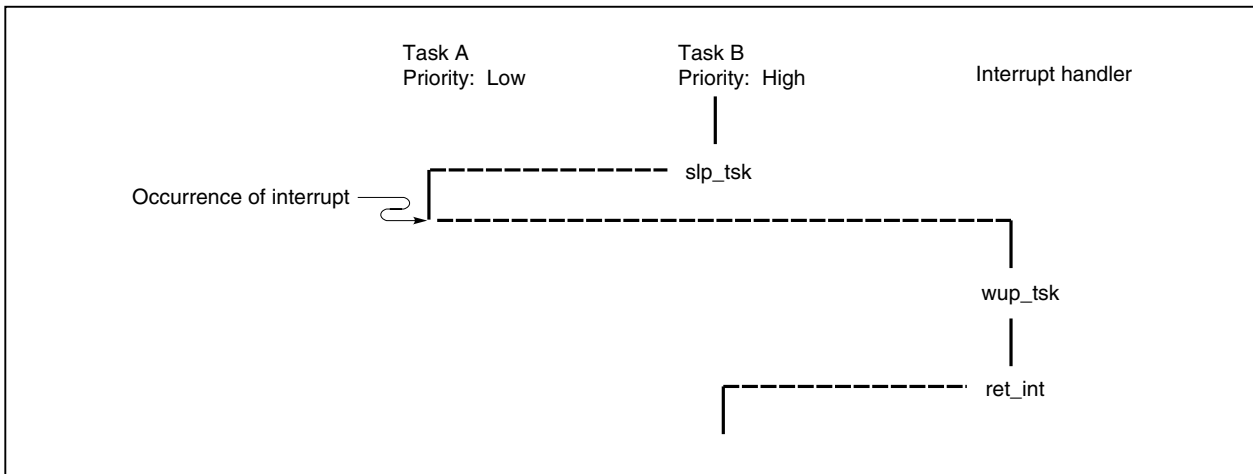 Task A
Priority: Low
Task B
Priority: High
Interrupt handler
slp_tsk
Occurrence of interrupt
wup_tsk
ret_int